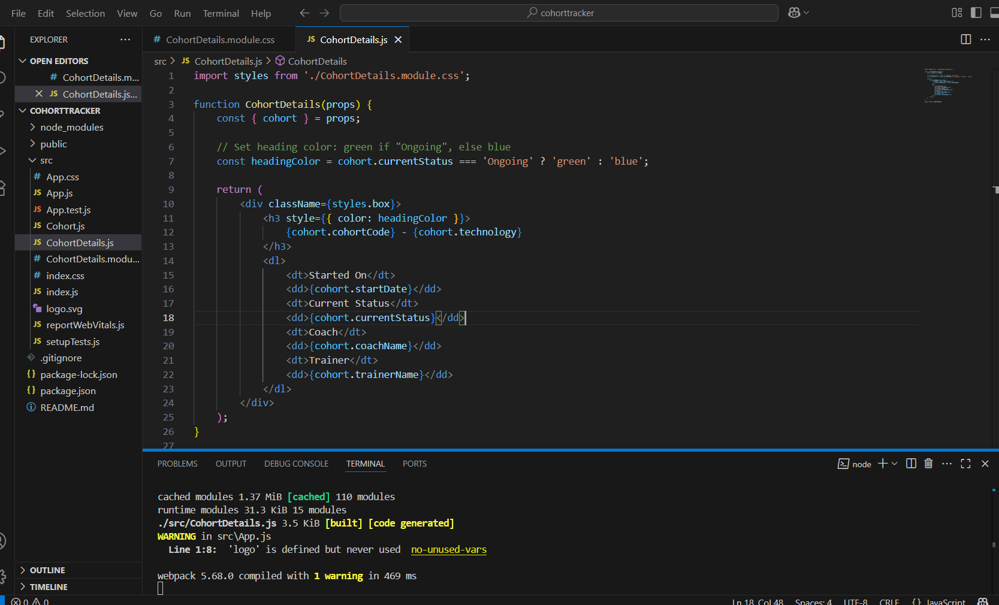 File Edit Selection View Go Run Terminal Help
cohorttracker
EXPLORER
OPEN EDITORS
# CohortDetails.m...
JS CohortDetails.js...
COHORTTRACKER
node_modules
public
src
# App.css
JS App.js
JS App.test.js
JS Cohort.js
JS CohortDetails.js
# CohortDetails.modu...
# index.css
JS index.js
logo.svg
JS reportWebVitals.js
JS setupTests.js
.gitignore
{} package-lock.json
{} package.json
README.md
OUTLINE
TIMELINE
# CohortDetails.module.css
JS CohortDetails.js
src > JS CohortDetails.js > CohortDetails
1 import styles from './CohortDetails.module.css';
2
3 function CohortDetails(props) {
4 const { cohort } = props;
5
6 // Set heading color: green if "Ongoing", else blue
7 const headingColor = cohort.currentStatus === 'Ongoing' ? 'green' : 'blue';
8
9 return (
10 <div className={styles.box}>
11 <h3 style={{ color: headingColor }}>
12 {cohort.cohortCode} - {cohort.technology}
13 </h3>
14 <dl>
15 <dt>Started On</dt>
16 <dd>{cohort.startDate}</dd>
17 <dt>Current Status</dt>
18 <dd>{cohort.currentStatus}</dd>
19 <dt>Coach</dt>
20 <dd>{cohort.coachName}</dd>
21 <dt>Trainer</dt>
22 <dd>{cohort.trainerName}</dd>
23 </dl>
24 </div>
25 );
26 }
27
PROBLEMS OUTPUT DEBUG CONSOLE TERMINAL PORTS
node
cached modules 1.37 MiB [cached] 110 modules
runtime modules 31.3 KiB 15 modules
./src/CohortDetails.js 3.5 KiB [built] [code generated]
WARNING in src\App.js
Line 1:8: 'logo' is defined but never used no-unused-vars
webpack 5.68.0 compiled with 1 warning in 469 ms
0 0
Ln 18, Col 48 Spaces: 4 UTF-8 CRLF {} JavaScript